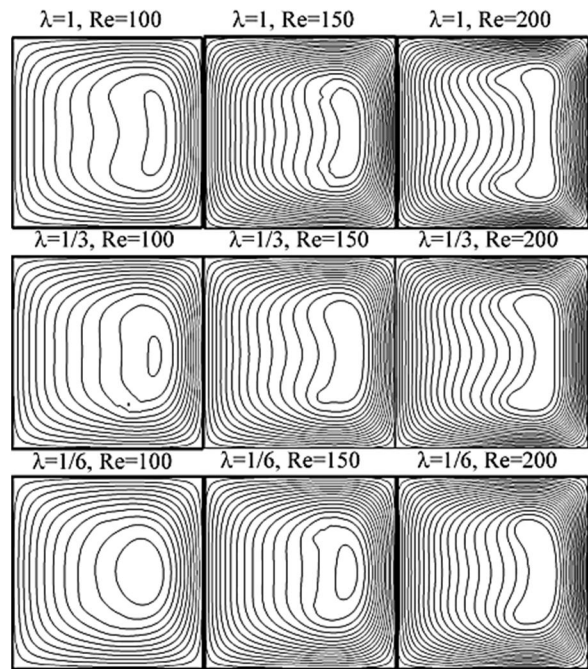 λ=1, Re=100 λ=1, Re=150 λ=1, Re=200
λ=1/3, Re=100 λ=1/3, Re=150 λ=1/3, Re=200
λ=1/6, Re=100 λ=1/6, Re=150 λ=1/6, Re=200